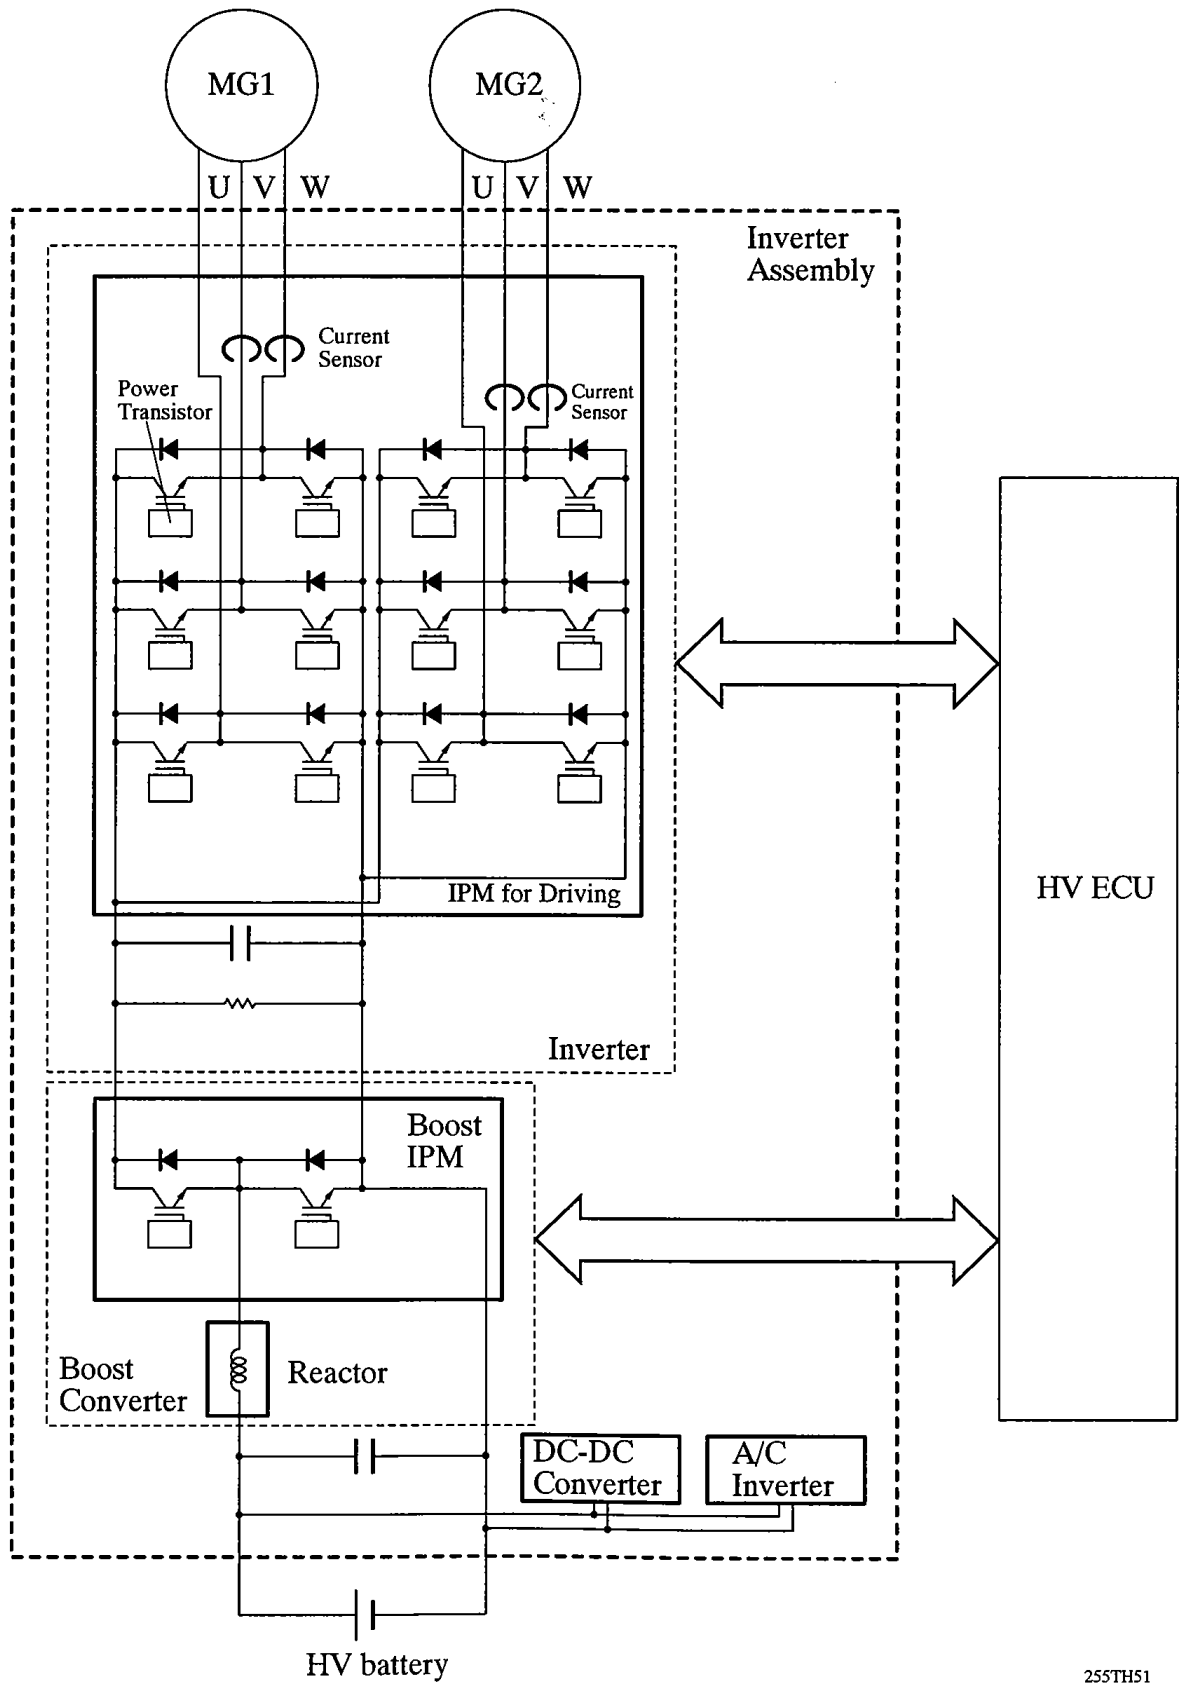 MG1
MG2
U V W
U V W
Inverter
Assembly
Current
Sensor
Power
Transistor
Current
Sensor
IPM for Driving
HV ECU
Inverter
Boost
IPM
Boost
Converter
Reactor
DC-DC
Converter
A/C
Inverter
HV battery
255TH51